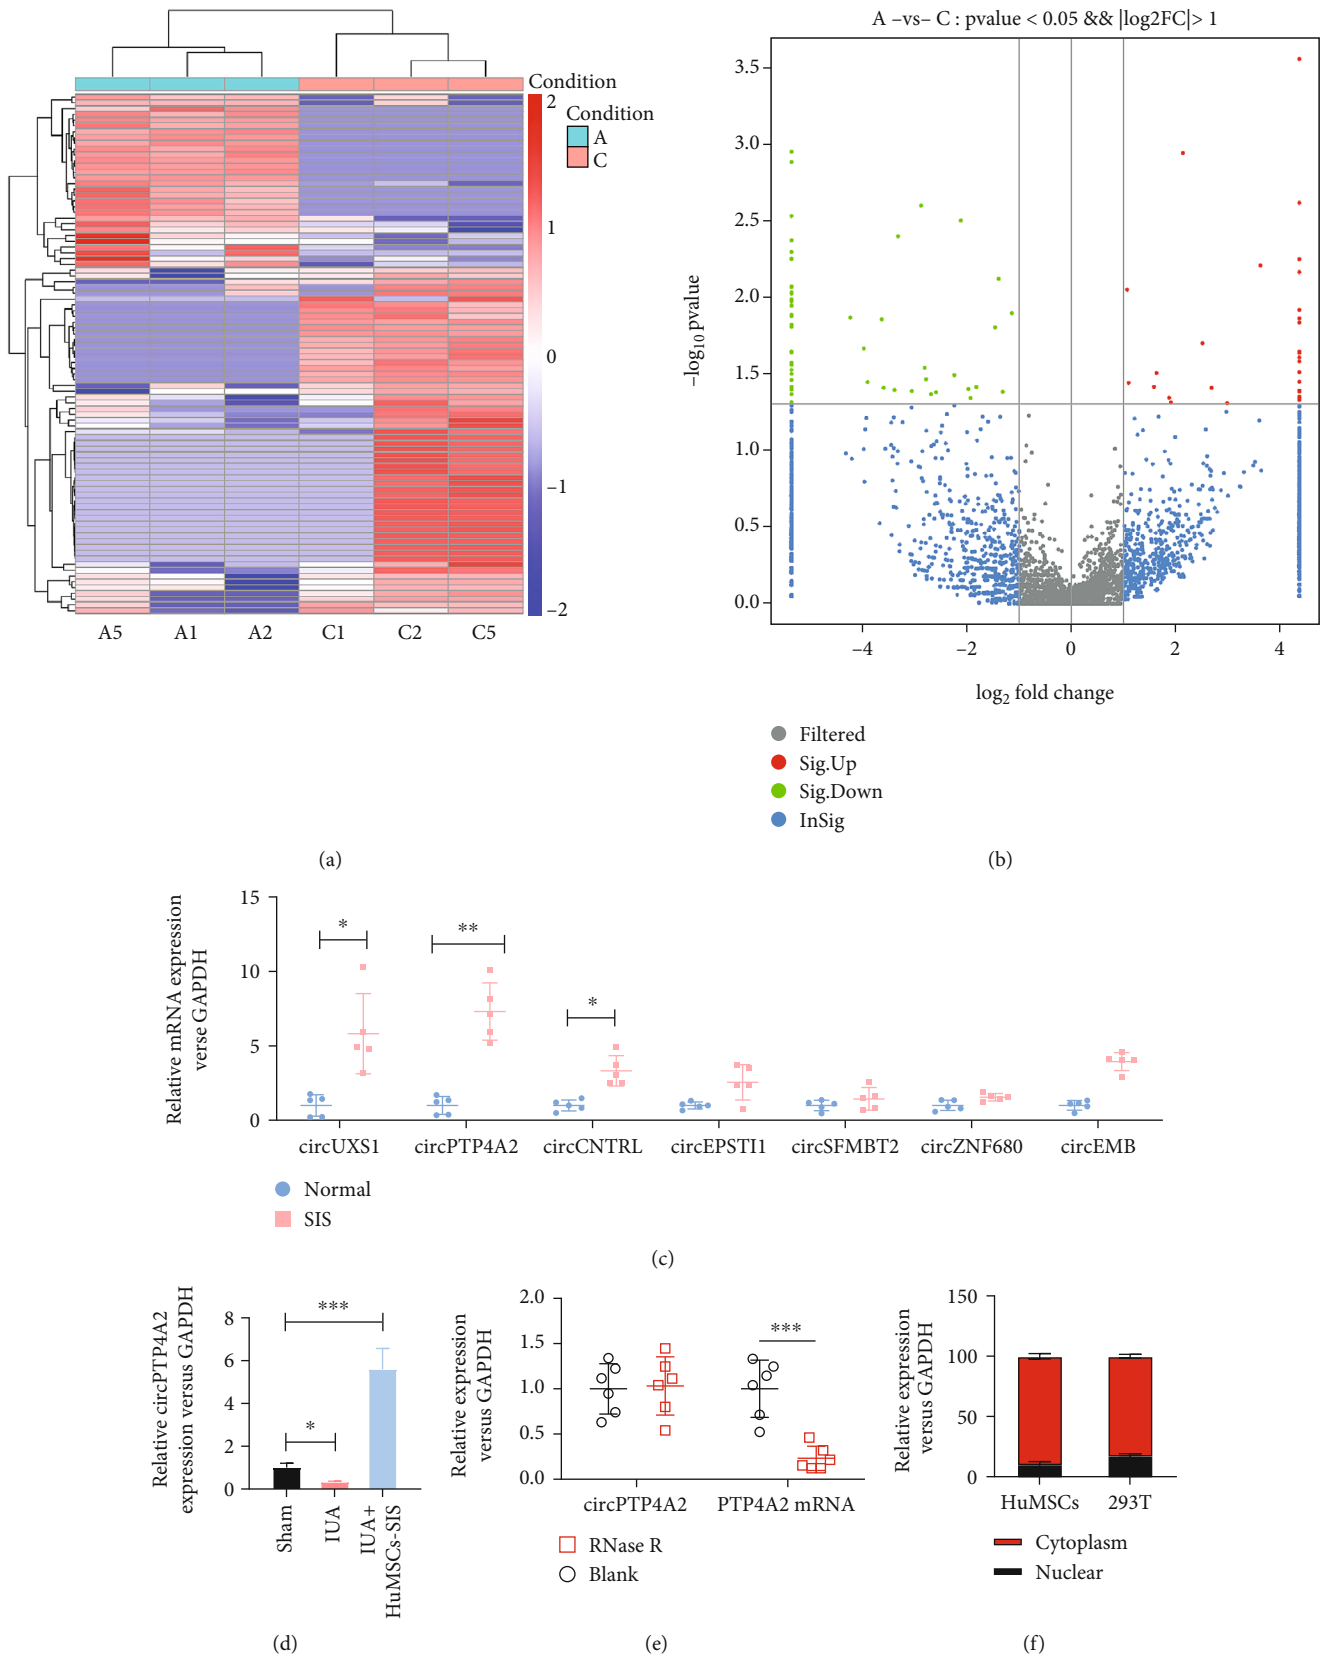 Condition
2
1
0
−1
−2
Condition
A
C
A5 A1 A2 C1 C2 C5
(a)
A –vs– C : pvalue < 0.05 && |log2FC|> 1
−log10 pvalue
3.5
3.0
2.5
2.0
1.5
1.0
0.5
0.0
−4 −2 0 2 4
log2 fold change
Filtered
Sig.Up
Sig.Down
InSig
(b)
Relative mRNA expression
verse GAPDH
15
10
5
0
* ** *
circUXS1 circPTP4A2 circCNTRL circEPSTI1 circSFMBT2 circZNF680 circEMB
Normal
SIS
(c)
Relative circPTP4A2
expression versus GAPDH
8
6
4
2
0
***
*
Sham
IUA
IUA+
HuMSCs-SIS
(d)
Relative expression
versus GAPDH
2.0
1.5
1.0
0.5
0.0
***
circPTP4A2 PTP4A2 mRNA
RNase R
Blank
(e)
Relative expression
versus GAPDH
150
100
50
0
HuMSCs 293T
Cytoplasm
Nuclear
(f)